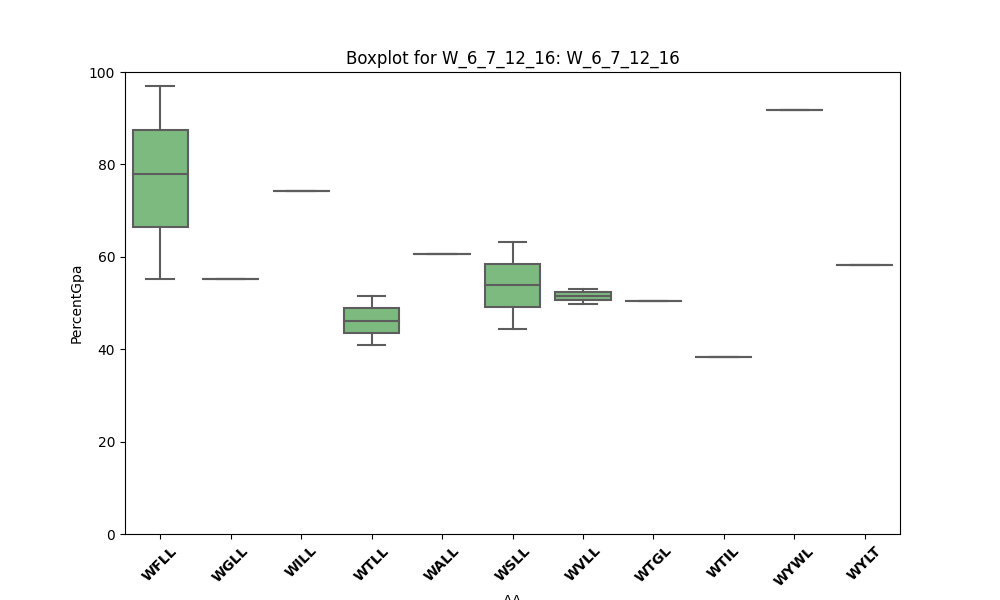 Boxplot for W_6_7_12_16: W_6_7_12_16
PercentGpa
100
80
60
40
20
0
WFLL
WGLL
WILL
WTLL
WALL
WSLL
WVLL
WTGL
WTIL
WYWL
WYLT
AA